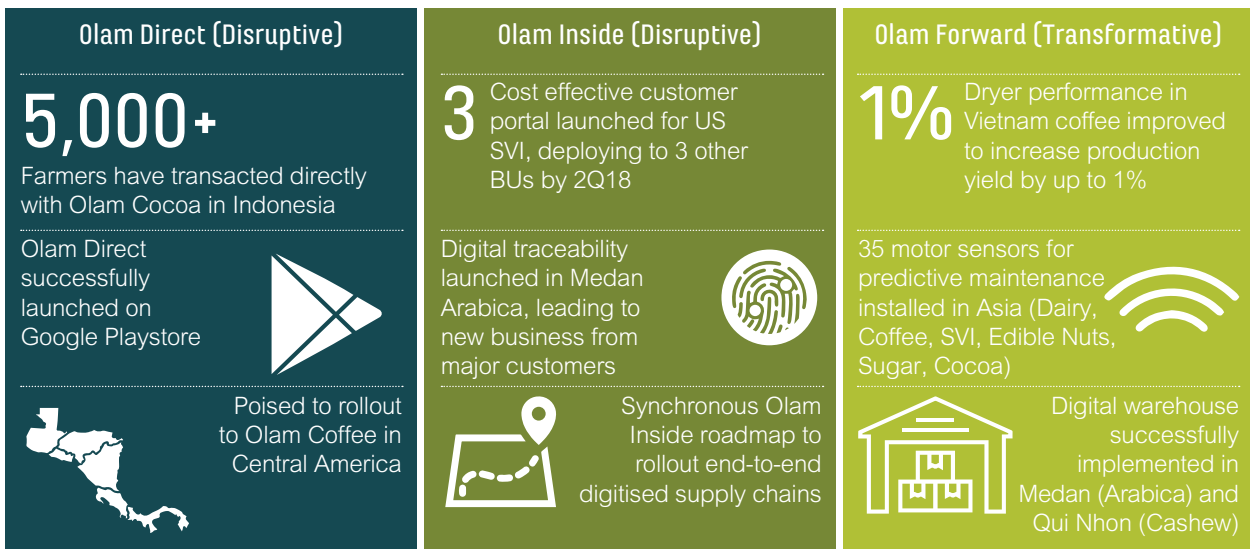 Olam Direct (Disruptive)
5,000+
Farmers have transacted directly
with Olam Cocoa in Indonesia
Olam Direct
successfully
launched on
Google Playstore
Poised to rollout
to Olam Coffee in
Central America
Olam Inside (Disruptive)
3
Cost effective customer
portal launched for US
SVI, deploying to 3 other
BUs by 2Q18
Digital traceability
launched in Medan
Arabica, leading to
new business from
major customers
Synchronous Olam
Inside roadmap to
rollout end-to-end
digitised supply chains
Olam Forward (Transformative)
1%
Dryer performance in
Vietnam coffee improved
to increase production
yield by up to 1%
35 motor sensors for
predictive maintenance
installed in Asia (Dairy,
Coffee, SVI, Edible Nuts,
Sugar, Cocoa)
Digital warehouse
successfully
implemented in
Medan (Arabica) and
Qui Nhon (Cashew)